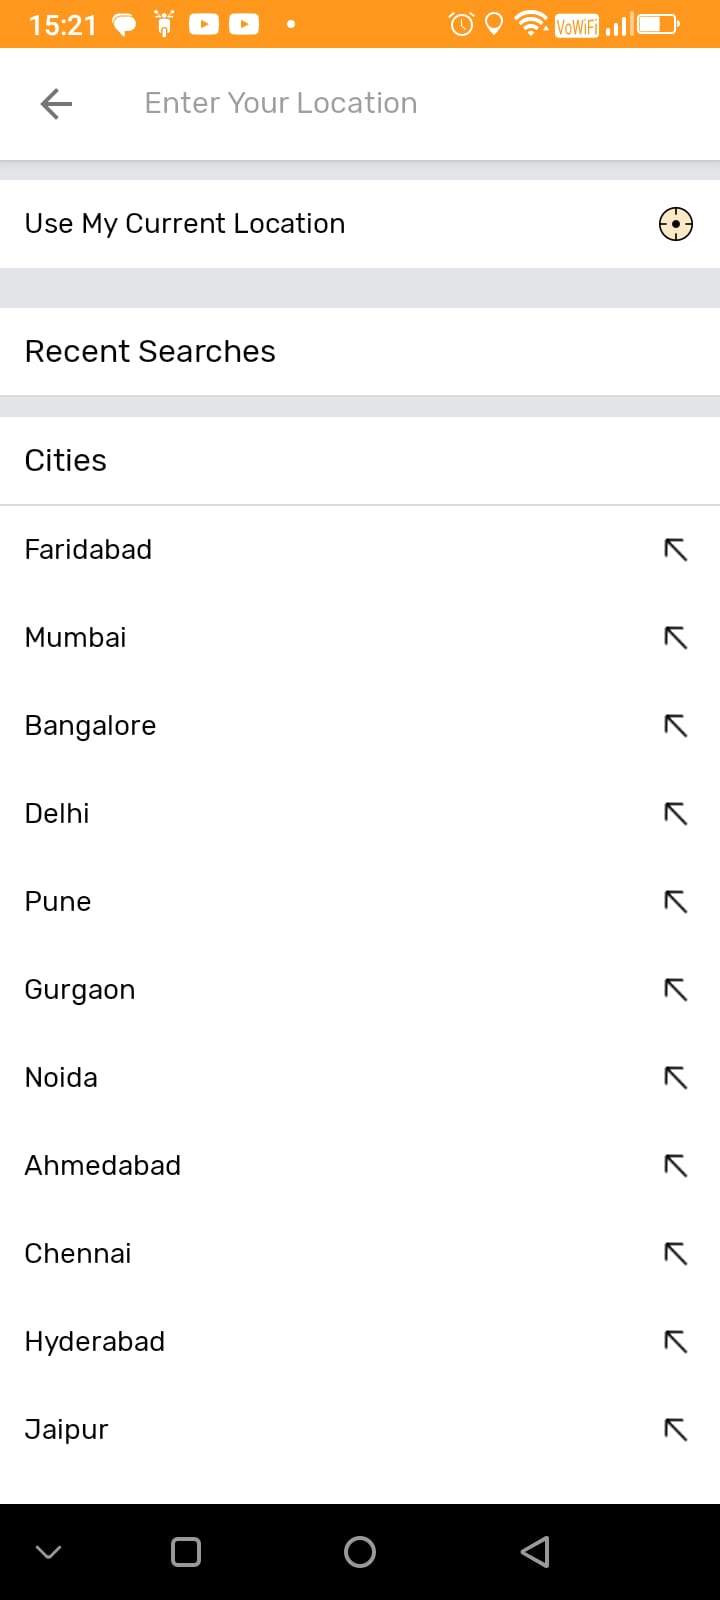 15:21
VoWiFi
Enter Your Location
Use My Current Location
Recent Searches
Cities
Faridabad
Mumbai
Bangalore
Delhi
Pune
Gurgaon
Noida
Ahmedabad
Chennai
Hyderabad
Jaipur